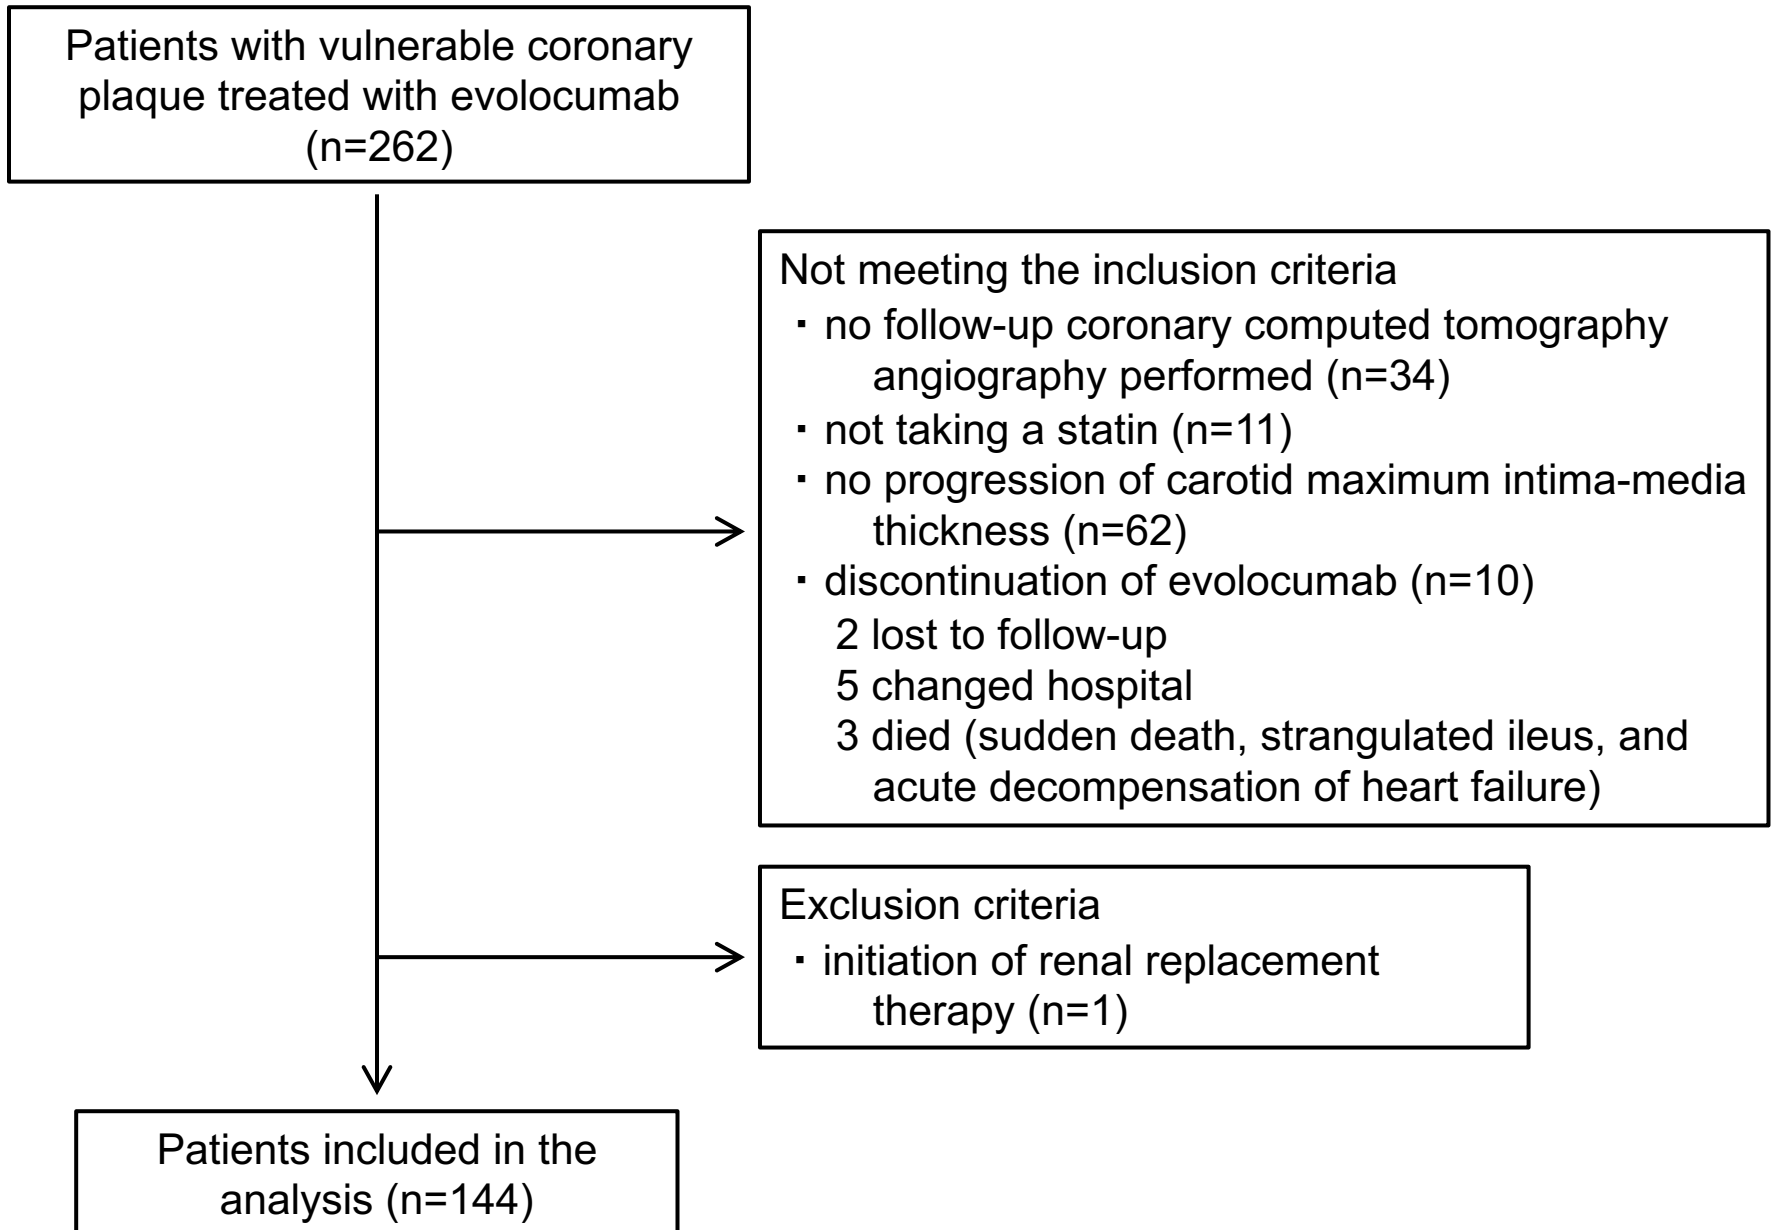 Patients with vulnerable coronary
plaque treated with evolocumab
(n=262)
Not meeting the inclusion criteria
・no follow-up coronary computed tomography
angiography performed (n=34)
・not taking a statin (n=11)
・no progression of carotid maximum intima-media
thickness (n=62)
・discontinuation of evolocumab (n=10)
2 lost to follow-up
5 changed hospital
3 died (sudden death, strangulated ileus, and
acute decompensation of heart failure)
Exclusion criteria
・initiation of renal replacement
therapy (n=1)
Patients included in the
analysis (n=144)